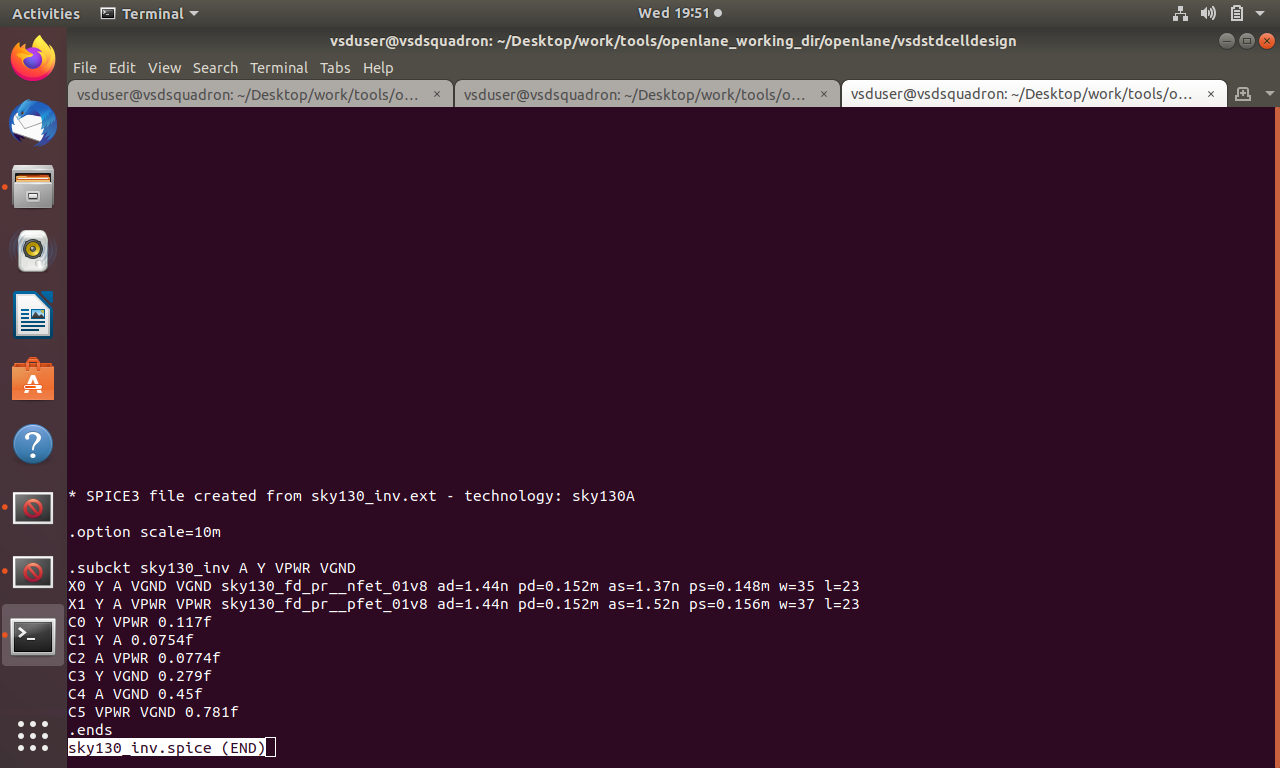 Activities Terminal Wed 19:51
vsduser@vsdsquadron: ~/Desktop/work/tools/openlane_working_dir/openlane/vsdstdcelldesign
File Edit View Search Terminal Tabs Help
vsduser@vsdsquadron: ~/Desktop/work/tools/o... × vsduser@vsdsquadron: ~/Desktop/work/tools/o... × vsduser@vsdsquadron: ~/Desktop/work/tools/o... ×
* SPICE3 file created from sky130_inv.ext - technology: sky130A
.option scale=10m
.subckt sky130_inv A Y VPWR VGND
X0 Y A VGND VGND sky130_fd_pr__nfet_01v8 ad=1.44n pd=0.152m as=1.37n ps=0.148m w=35 l=23
X1 Y A VPWR VPWR sky130_fd_pr__pfet_01v8 ad=1.44n pd=0.152m as=1.52n ps=0.156m w=37 l=23
C0 Y VPWR 0.117f
C1 Y A 0.0754f
C2 A VPWR 0.0774f
C3 Y VGND 0.279f
C4 A VGND 0.45f
C5 VPWR VGND 0.781f
.ends
sky130_inv.spice (END)